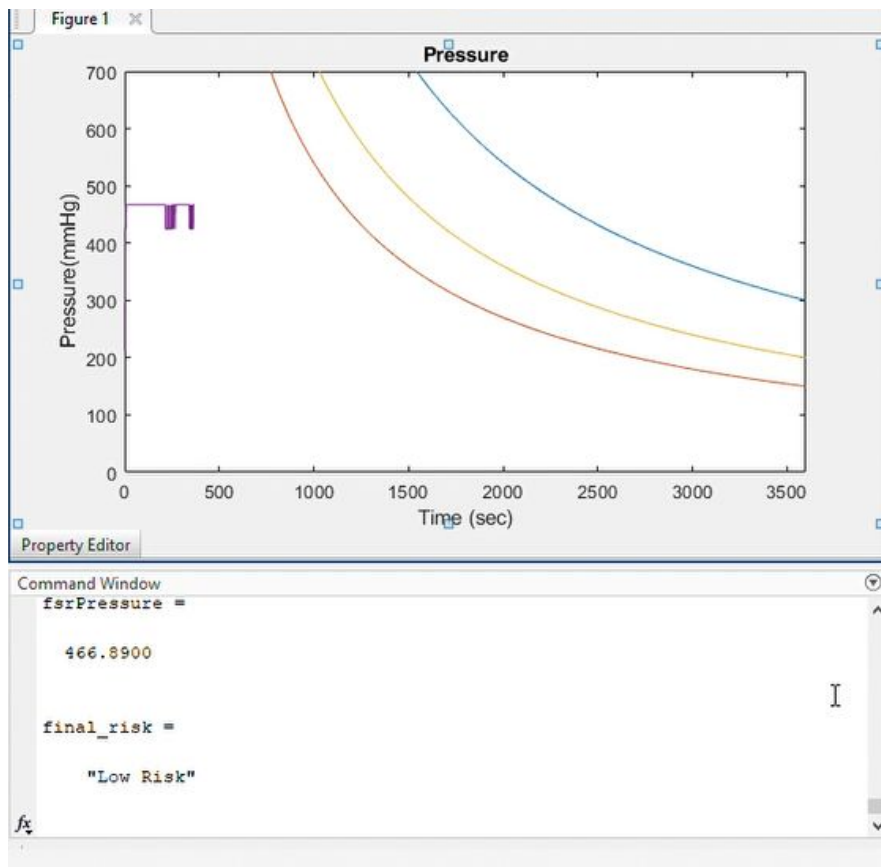 Figure 1
Pressure
700
600
500
400
300
200
100
0
Pressure(mmHg)
0 500 1000 1500 2000 2500 3000 3500
Time (sec)
Property Editor
Command Window
fsrPressure =
466.8900
final_risk =
"Low Risk"
fx